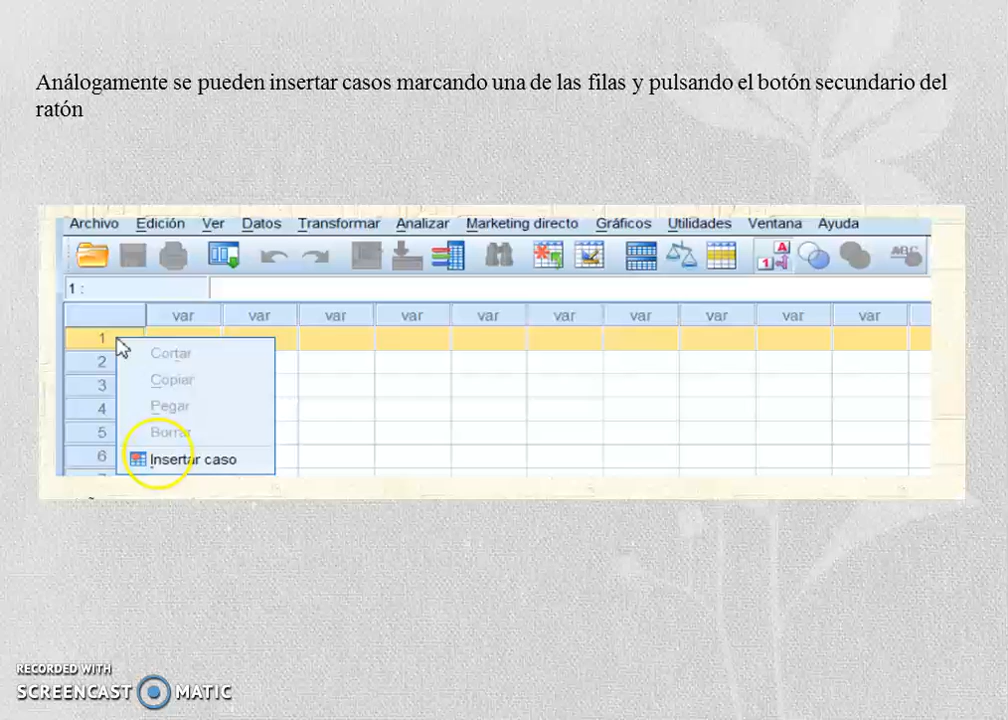 Análogamente se pueden insertar casos marcando una de las filas y pulsando el botón secundario del
ratón
Archivo Edición Ver Datos Transformar Analizar Marketing directo Gráficos Utilidades Ventana Ayuda
A
1
ABC
1 :
var var var var var var var var var var
1
Cortar
2
3
Copiar
4
Pegar
5
Borrar
6
Insertar caso
RECORDED WITH
SCREENCAST MATIC